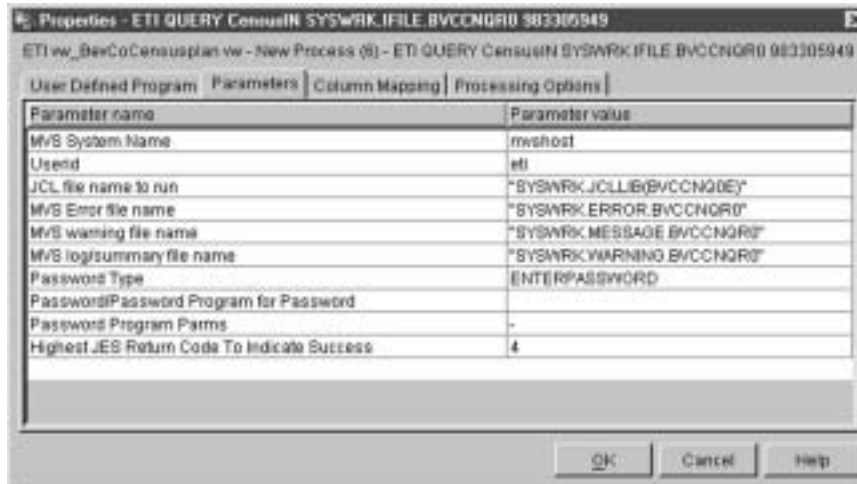 Properties - ETI QUERY CensusIN SYSWRK.IFILE.BVCCNQR0 983305949
ETI vw_BevCoCensusplan vw - New Process (6) - ETI QUERY CensusIN SYSWRK.IFILE.BVCCNQR0 983305949
User Defined Program Parameters Column Mapping Processing Options
Parameter name Parameter value
MVS System Name mvshost
Userid eti
JCL file name to run "SYSWRK.JCLLIB(BVCCNQ0E)"
MVS Error file name "SYSWRK.ERROR.BVCCNQR0"
MVS warning file name "SYSWRK.MESSAGE.BVCCNQR0"
MVS log/summary file name "SYSWRK.WARNING.BVCCNQR0"
Password Type ENTERPASSWORD
Password/Password Program for Password
Password Program Parms -
Highest JES Return Code To Indicate Success 4
OK Cancel Help